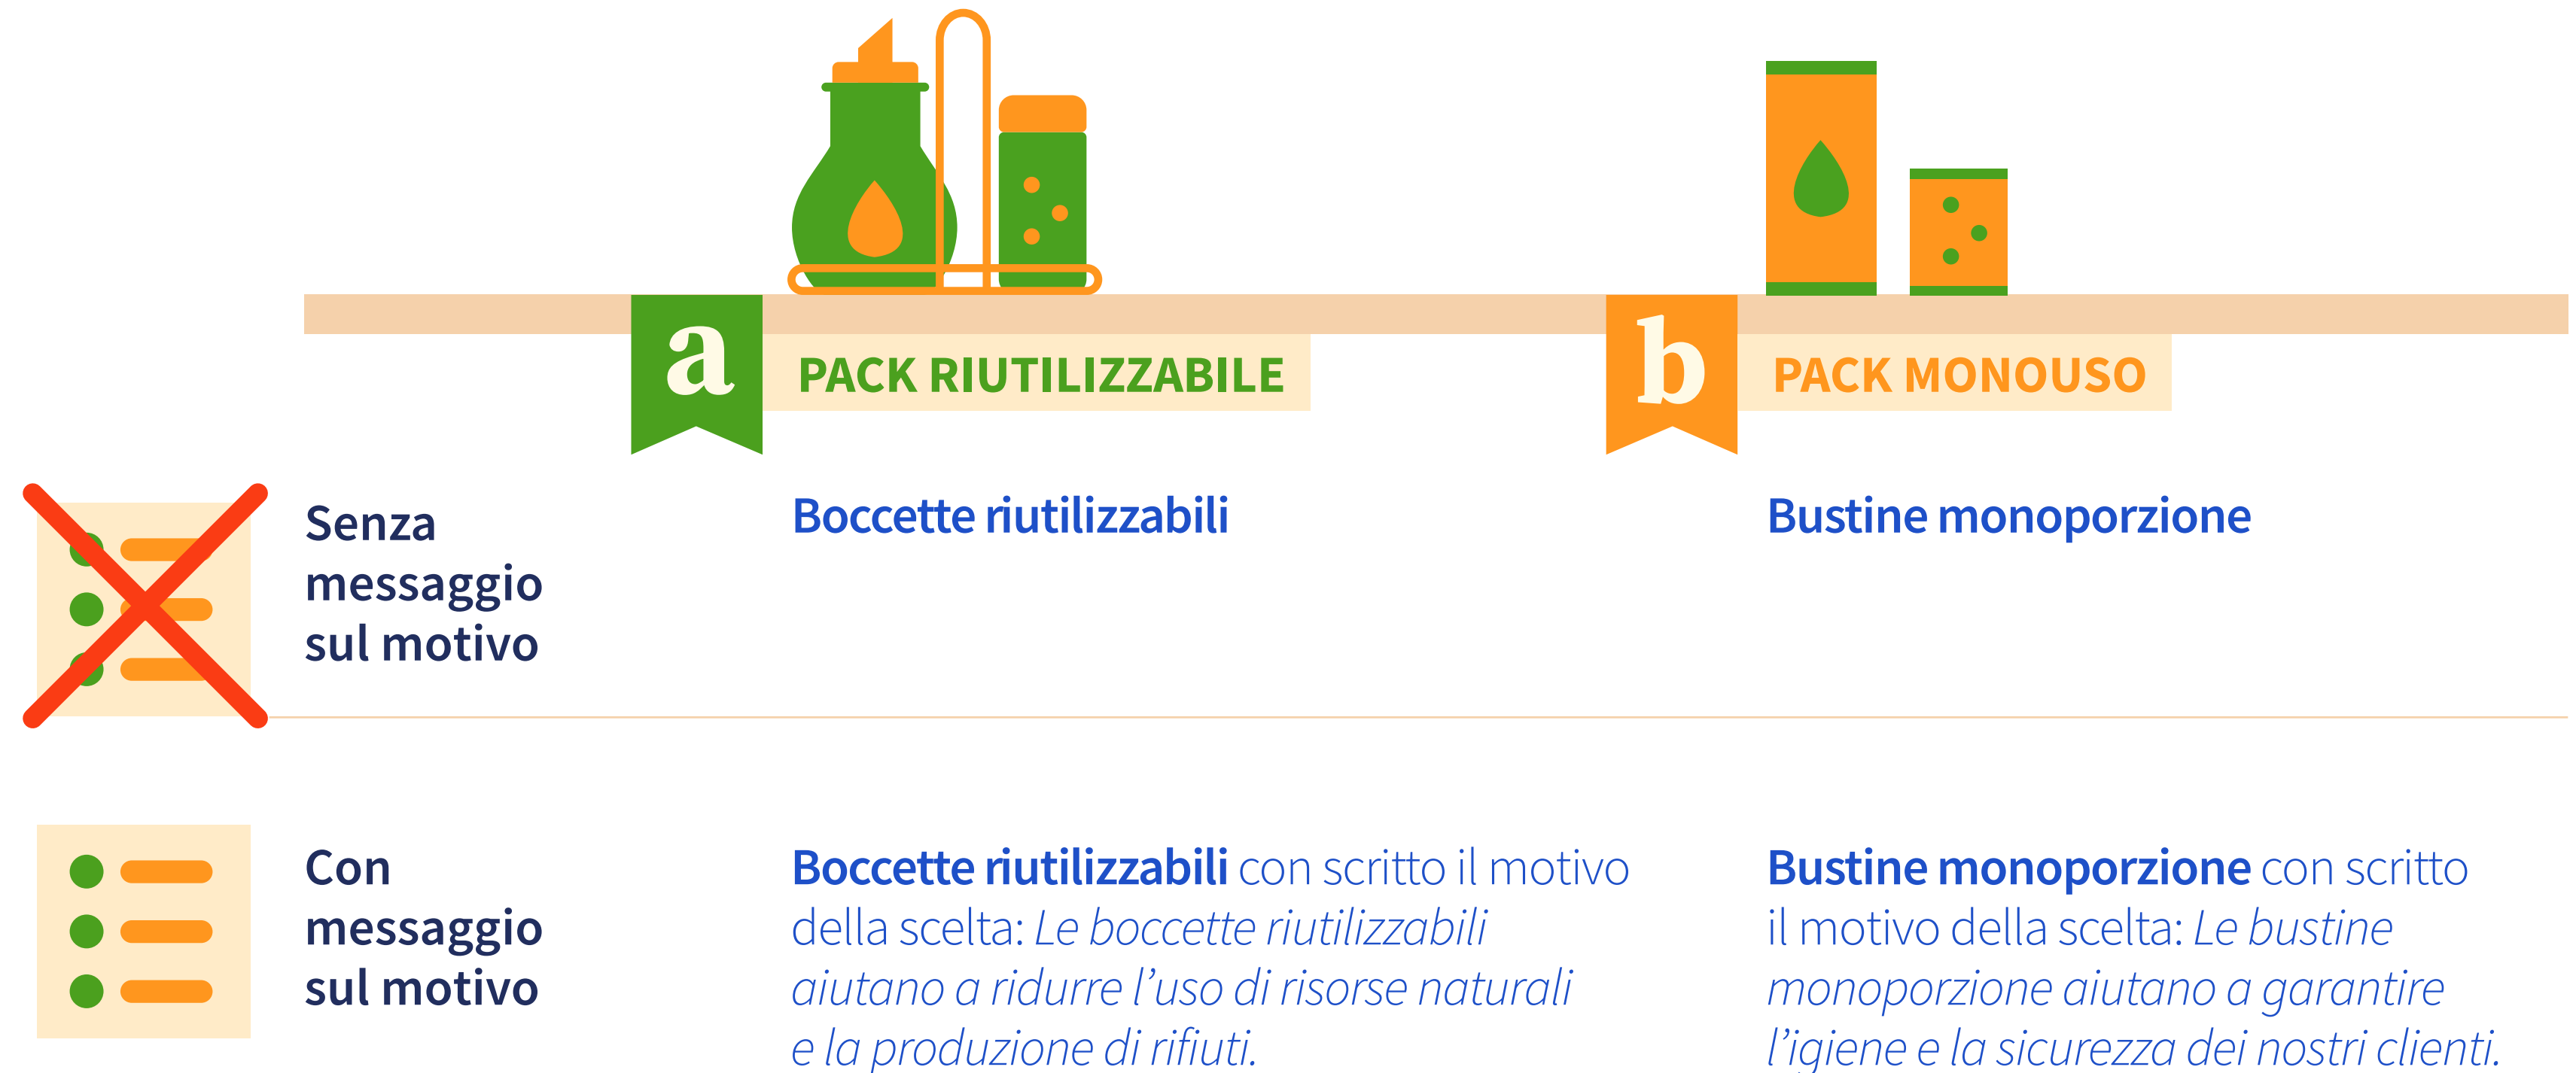 a
PACK RIUTILIZZABILE
b
PACK MONOUSO
Senza
messaggio
sul motivo
Boccette riutilizzabili
Bustine monoporzione
Con
messaggio
sul motivo
Boccette riutilizzabili con scritto il motivo
della scelta: Le boccette riutilizzabili
aiutano a ridurre l’uso di risorse naturali
e la produzione di rifiuti.
Bustine monoporzione con scritto
il motivo della scelta: Le bustine
monoporzione aiutano a garantire
l’igiene e la sicurezza dei nostri clienti.